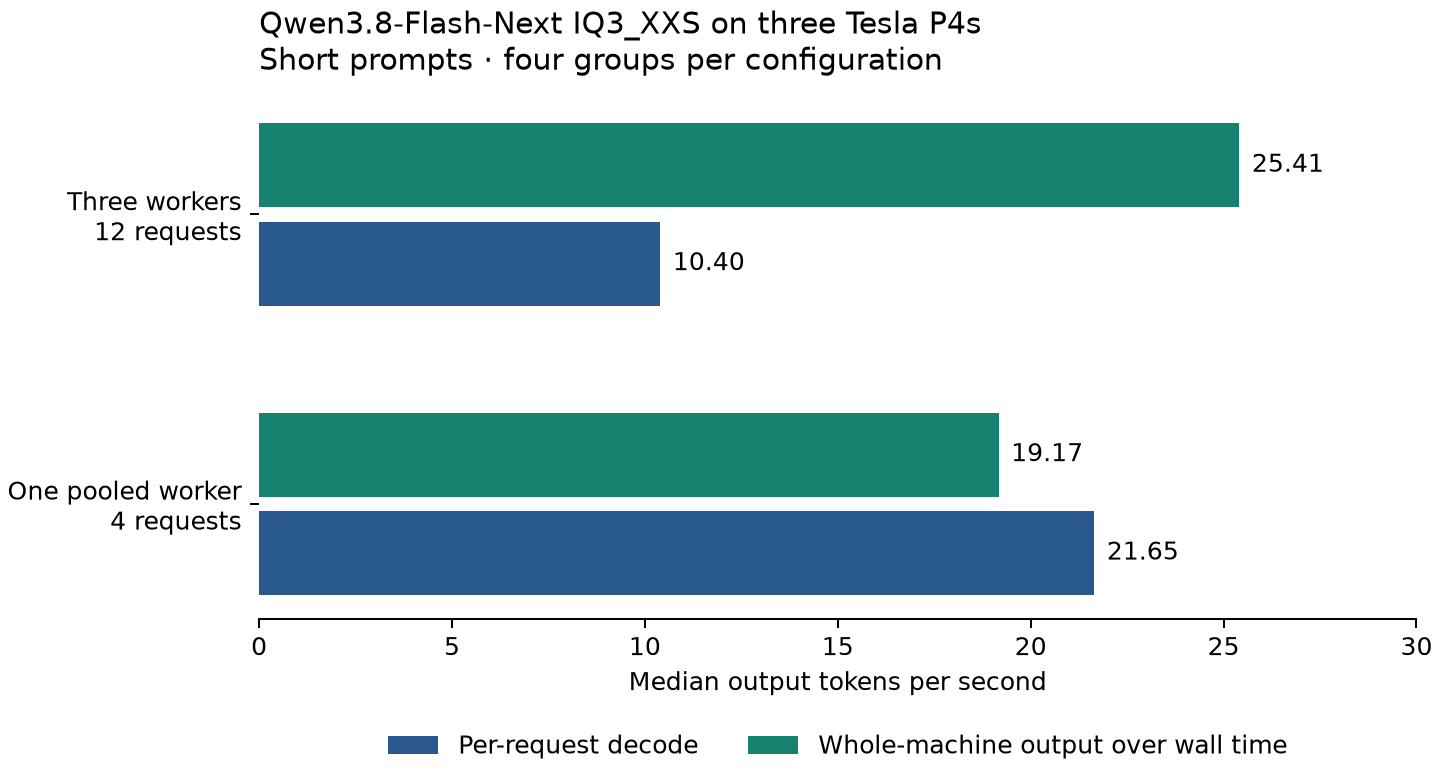 Qwen3.8-Flash-Next IQ3_XXS on three Tesla P4s
Short prompts · four groups per configuration
25.41
Three workers
12 requests
10.40
19.17
One pooled worker
4 requests
21.65
0 5 10 15 20 25 30
Median output tokens per second
Per-request decode Whole-machine output over wall time